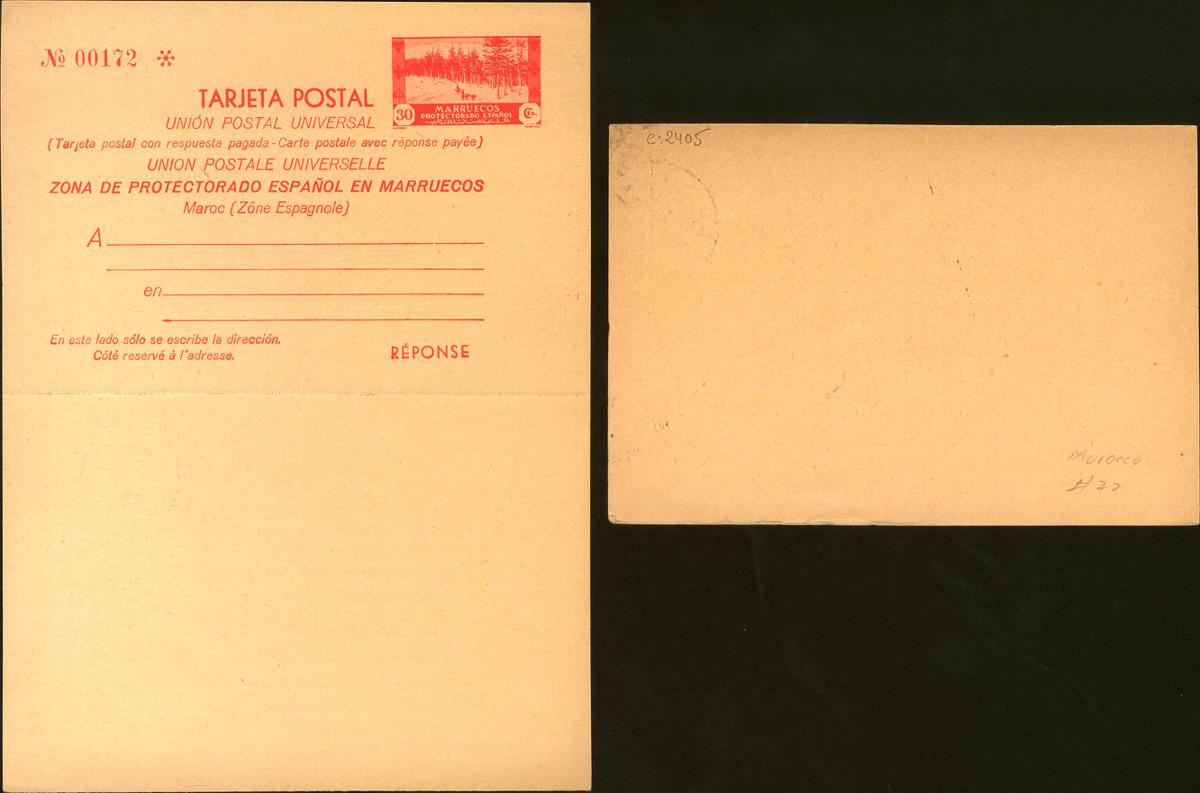 № 00172 *
30 MARRUECOS PROTECTORADO ESPAÑOL Cts.
TARJETA POSTAL
UNIÓN POSTAL UNIVERSAL
(Tarjeta postal con respuesta pagada - Carte postale avec réponse payée)
UNION POSTALE UNIVERSELLE
ZONA DE PROTECTORADO ESPAÑOL EN MARRUECOS
Maroc (Zône Espagnole)
A
en
En este lado sólo se escribe la dirección.
Côté reservé à l'adresse.
RÉPONSE
e:2405
Morocco
#22